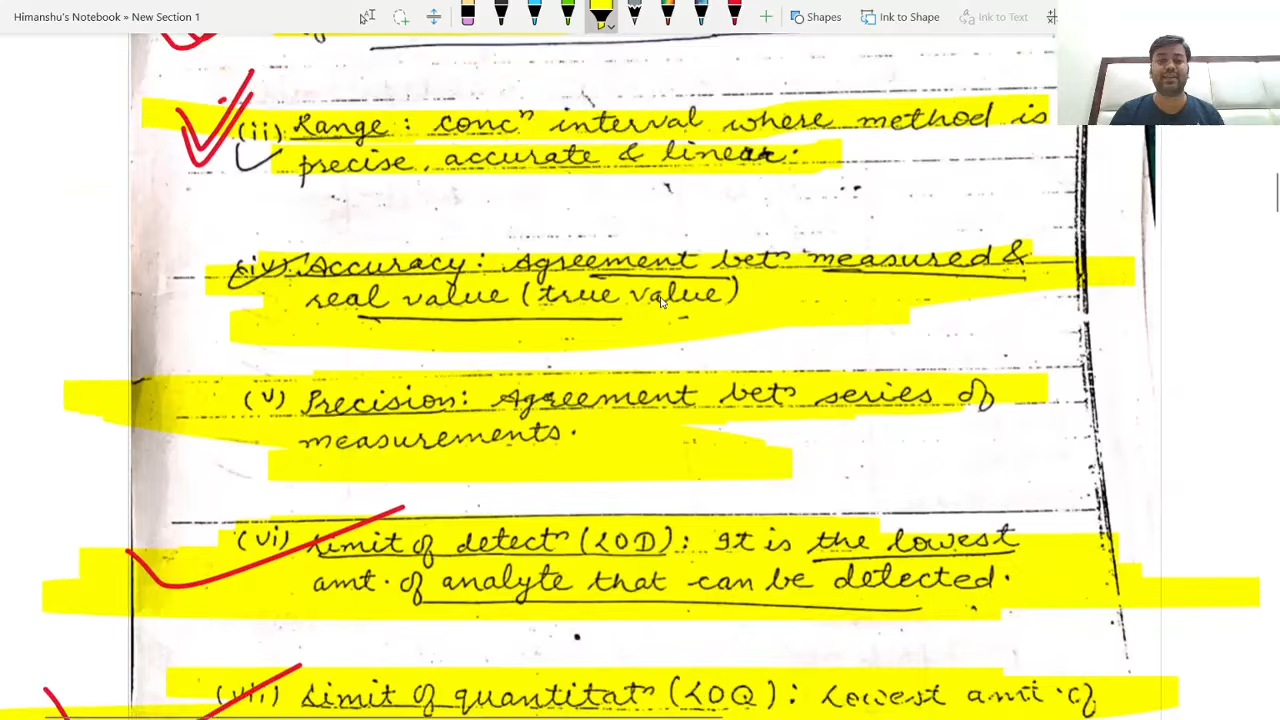 Himanshu's Notebook » New Section 1
Shapes
Ink to Shape
Ink to Text
(ii) Range : concⁿ interval where method is
precise, accurate & linear.
(iv) Accuracy : Agreement betⁿ measured &
real value (true value)
(v) Precision : Agreement betⁿ series of
measurements.
(vi) Limit of detectⁿ (LOD) : It is the lowest
amt. of analyte that can be detected.
(vii) Limit of quantitatⁿ (LOQ) : Lowest amt. of